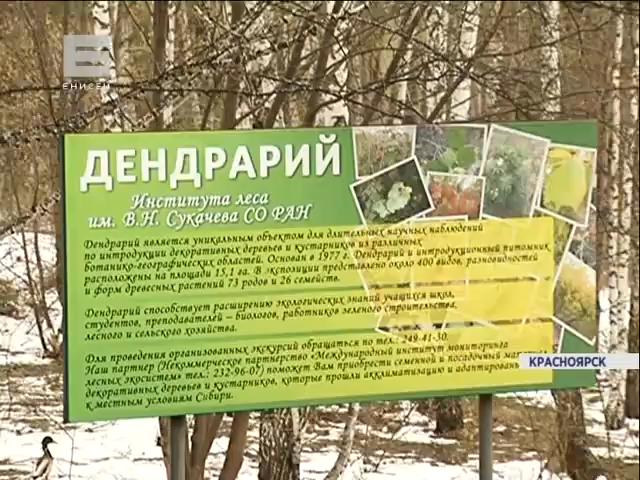 ЕНИСЕЙ
ДЕНДРАРИЙ
Института леса
им. В.Н. Сукачева СО РАН
Дендрарий является уникальным объектом для длительных научных наблюдений
по интродукции декоративных деревьев и кустарников из различных
ботанико-географических областей. Основан в 1977 г. Дендрарий и интродукционный питомник
расположены на площади 15,1 га. В экспозиции представлено около 400 видов, разновидностей
и форм древесных растений 73 родов и 26 семейств.
Дендрарий способствует расширению экологических знаний учащихся школ,
студентов, преподавателей – биологов, работников зеленого строительства,
лесного и сельского хозяйства.
Для проведения организованных экскурсий обращаться по тел.: 249-41-30.
Наш партнер (Некоммерческое партнерство «Международный институт мониторинга
лесных экосистем» тел.: 232-96-07) поможет Вам приобрести семенной и посадочный
декоративных деревьев и кустарников, которые прошли акклиматизацию и адаптированы
к местным условиям Сибири.
КРАСНОЯРСК